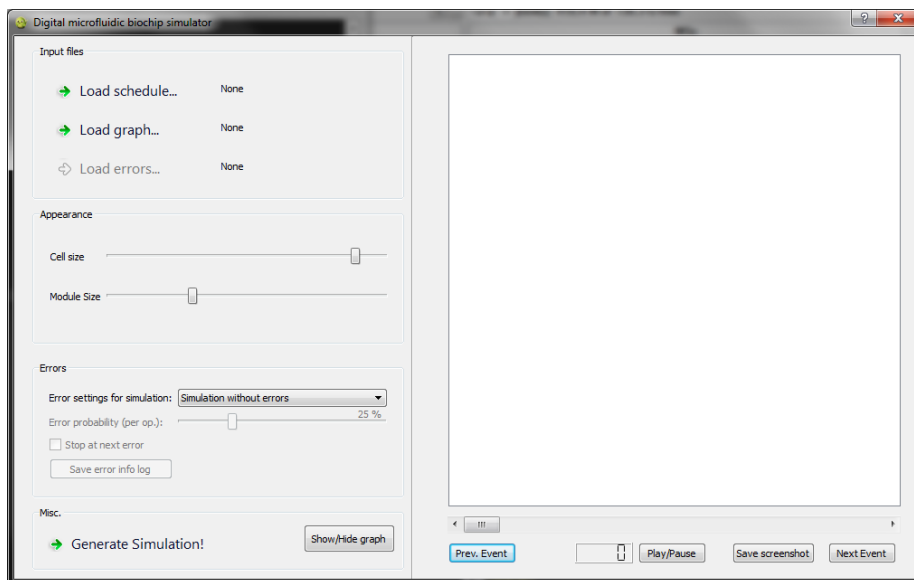 Digital microfluidic biochip simulator
Input files
Load schedule... None
Load graph... None
Load errors... None
Appearance
Cell size
Module Size
Errors
Error settings for simulation: Simulation without errors
Error probability (per op.): 25 %
Stop at next error
Save error info log
Misc.
Generate Simulation! Show/Hide graph
Prev. Event 0 Play/Pause Save screenshot Next Event